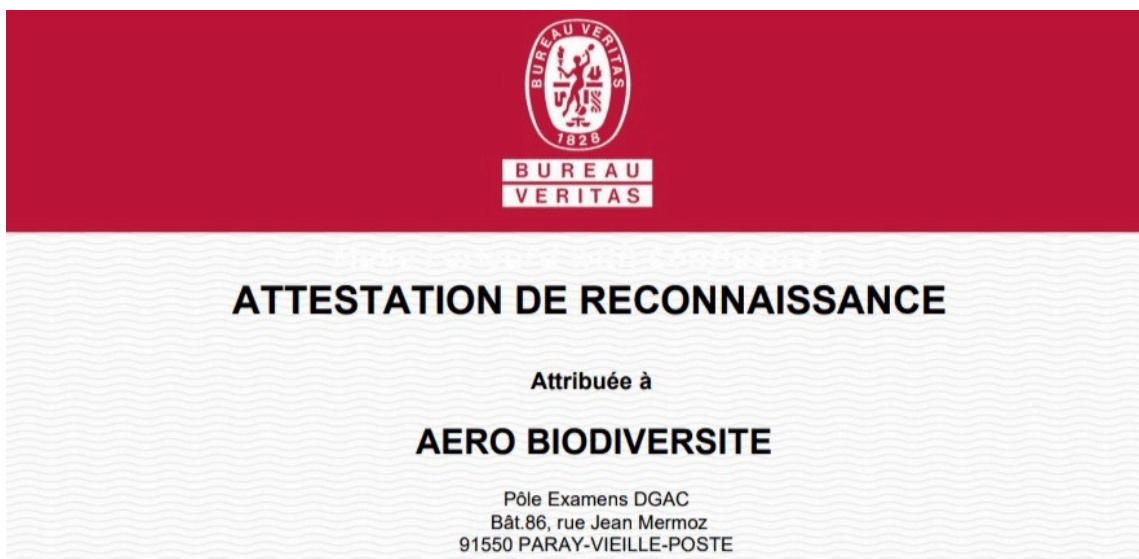 BUREAU VERITAS
1828
BUREAU
VERITAS
ATTESTATION DE RECONNAISSANCE
Attribuée à
AERO BIODIVERSITE
Pôle Examens DGAC
Bât.86, rue Jean Mermoz
91550 PARAY-VIEILLE-POSTE